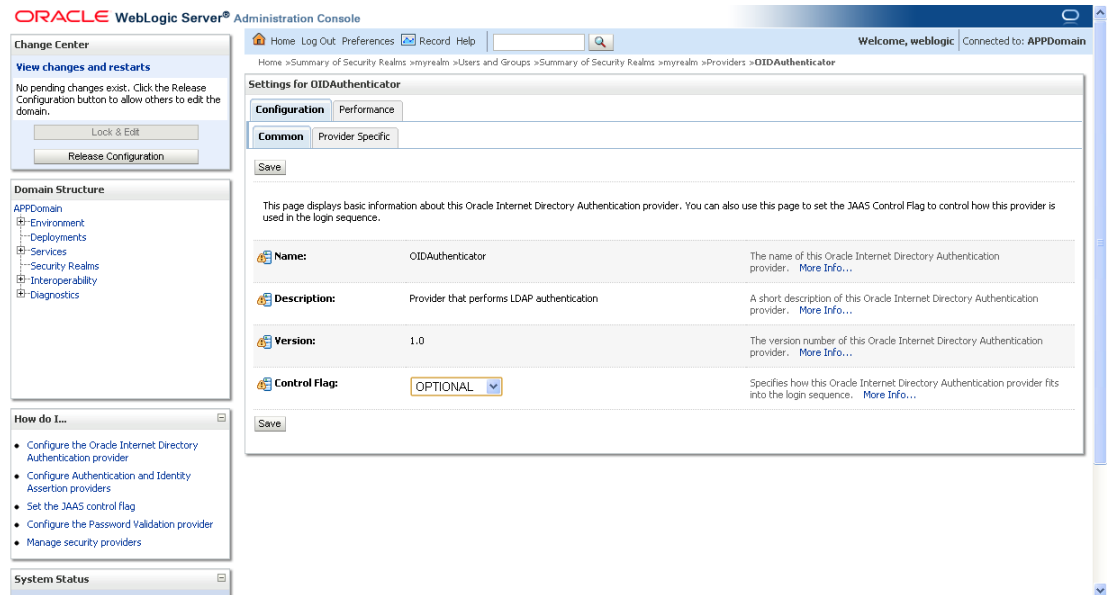 ORACLE WebLogic Server® Administration Console
Change Center
View changes and restarts
No pending changes exist. Click the Release
Configuration button to allow others to edit the
domain.
Lock & Edit
Release Configuration
Domain Structure
APPDomain
Environment
Deployments
Services
Security Realms
Interoperability
Diagnostics
How do I...
Configure the Oracle Internet Directory
Authentication provider
Configure Authentication and Identity
Assertion providers
Set the JAAS control flag
Configure the Password Validation provider
Manage security providers
System Status
Home Log Out Preferences Record Help
Welcome, weblogic Connected to: APPDomain
Home >Summary of Security Realms >myrealm >Users and Groups >Summary of Security Realms >myrealm >Providers >OIDAuthenticator
Settings for OIDAuthenticator
Configuration Performance
Common Provider Specific
Save
This page displays basic information about this Oracle Internet Directory Authentication provider. You can also use this page to set the JAAS Control Flag to control how this provider is
used in the login sequence.
Name: OIDAuthenticator The name of this Oracle Internet Directory Authentication
provider. More Info...
Description: Provider that performs LDAP authentication A short description of this Oracle Internet Directory Authentication
provider. More Info...
Version: 1.0 The version number of this Oracle Internet Directory Authentication
provider. More Info...
Control Flag: OPTIONAL Specifies how this Oracle Internet Directory Authentication provider fits
into the login sequence. More Info...
Save